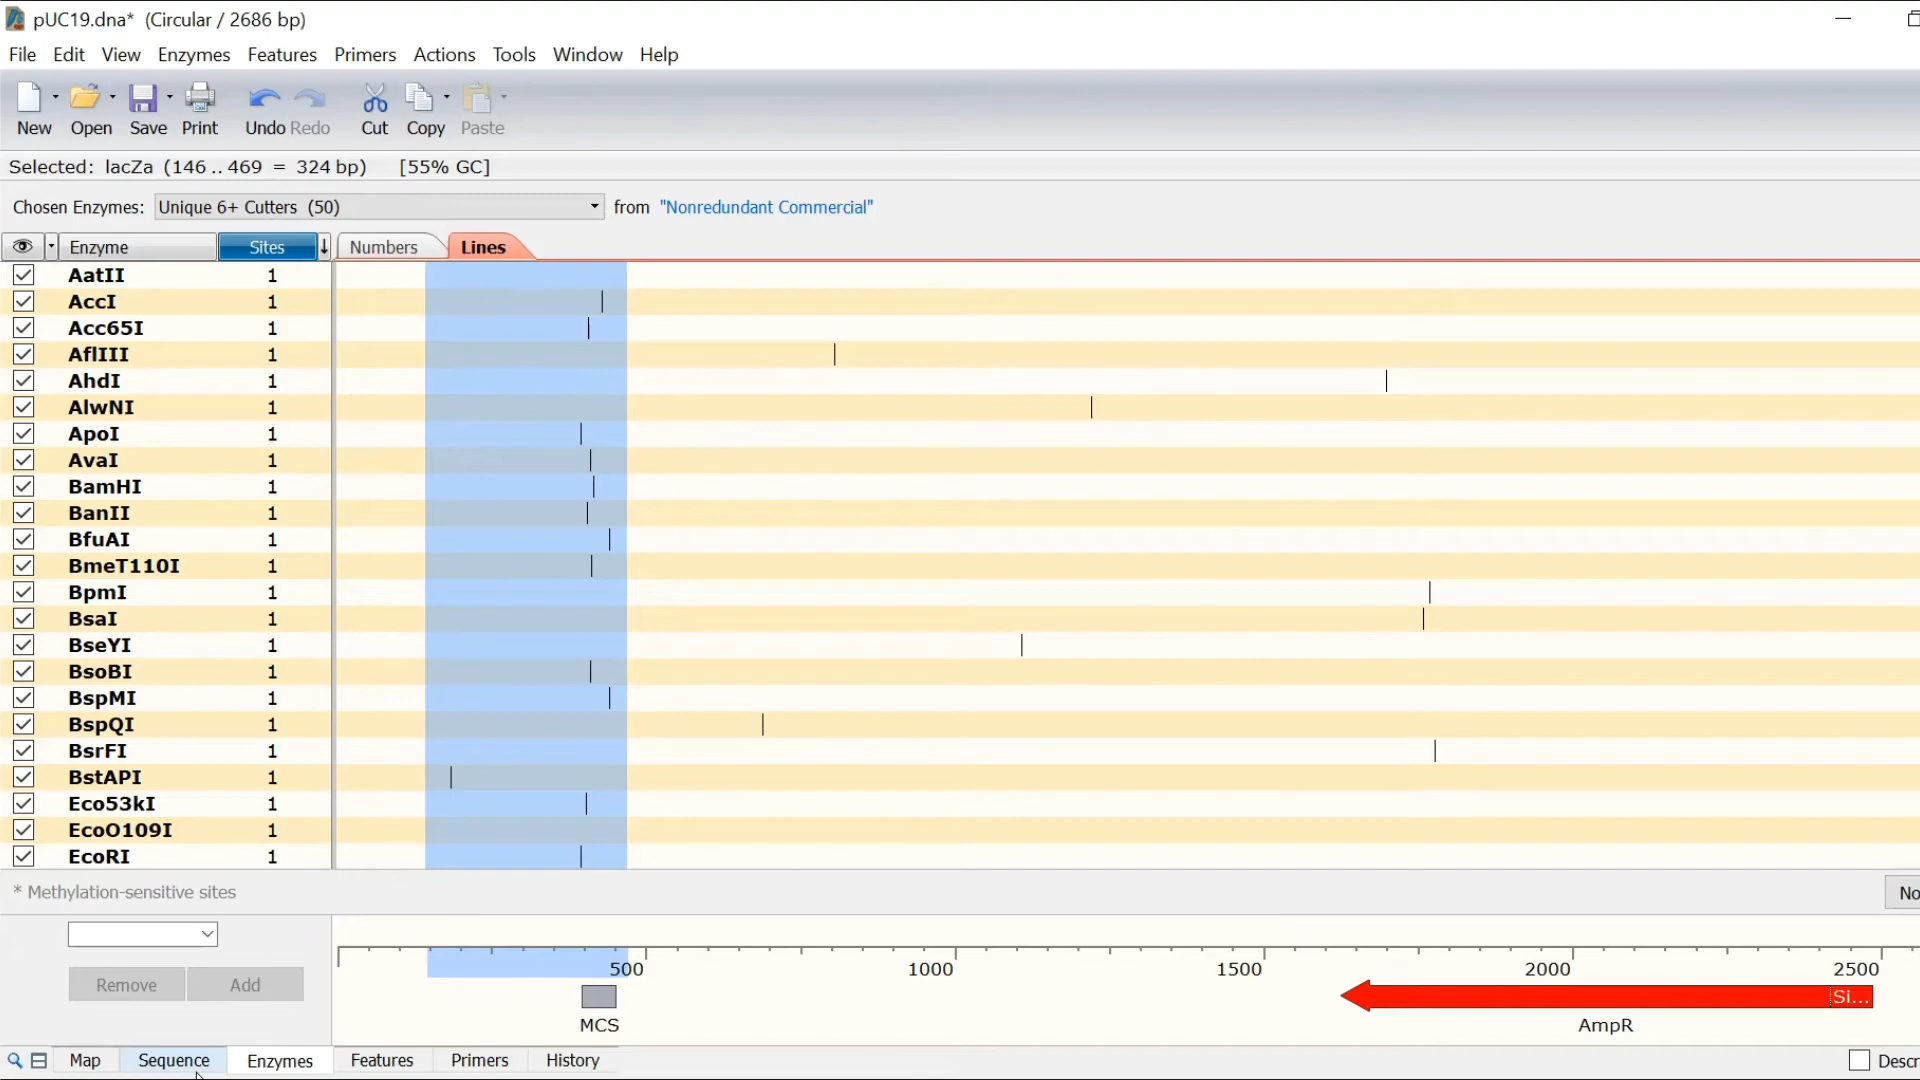 pUC19.dna* (Circular / 2686 bp)
File Edit View Enzymes Features Primers Actions Tools Window Help
New Open Save Print Undo Redo Cut Copy Paste
Selected: lacZa (146 .. 469 = 324 bp) [55% GC]
Chosen Enzymes: Unique 6+ Cutters (50) from "Nonredundant Commercial"
Enzyme Sites Numbers Lines
AatII 1
AccI 1
Acc65I 1
AflIII 1
AhdI 1
AlwNI 1
ApoI 1
AvaI 1
BamHI 1
BanII 1
BfuAI 1
BmeT110I 1
BpmI 1
BsaI 1
BseYI 1
BsoBI 1
BspMI 1
BspQI 1
BsrFI 1
BstAPI 1
Eco53kI 1
EcoO109I 1
EcoRI 1
* Methylation-sensitive sites No
500 1000 1500 2000 2500
Remove Add
Si...
MCS AmpR
Map Sequence Enzymes Features Primers History Descr